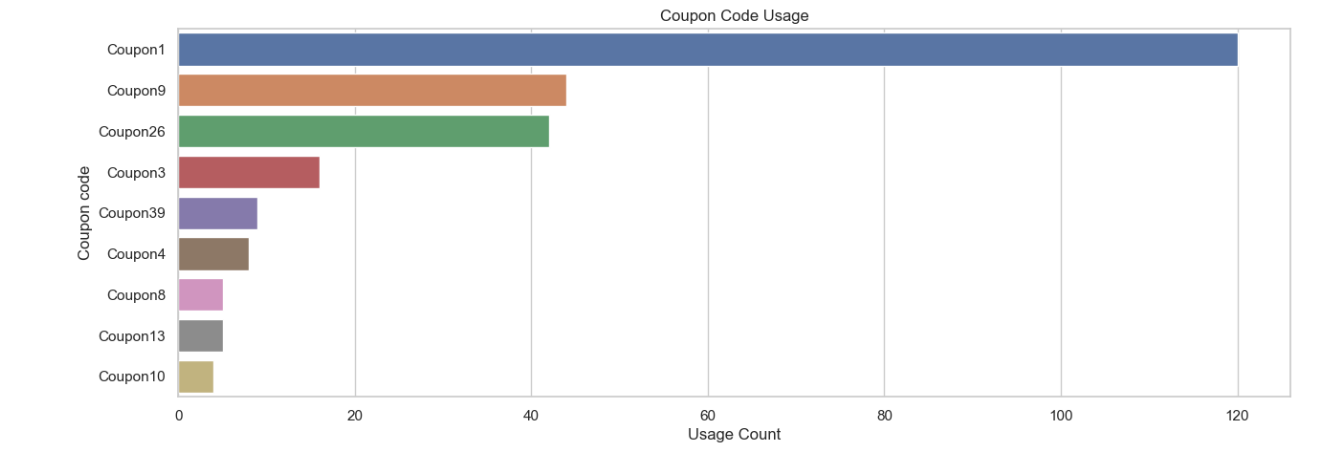 Coupon Code Usage
Coupon code
Coupon1
Coupon9
Coupon26
Coupon3
Coupon39
Coupon4
Coupon8
Coupon13
Coupon10
0 20 40 60 80 100 120
Usage Count